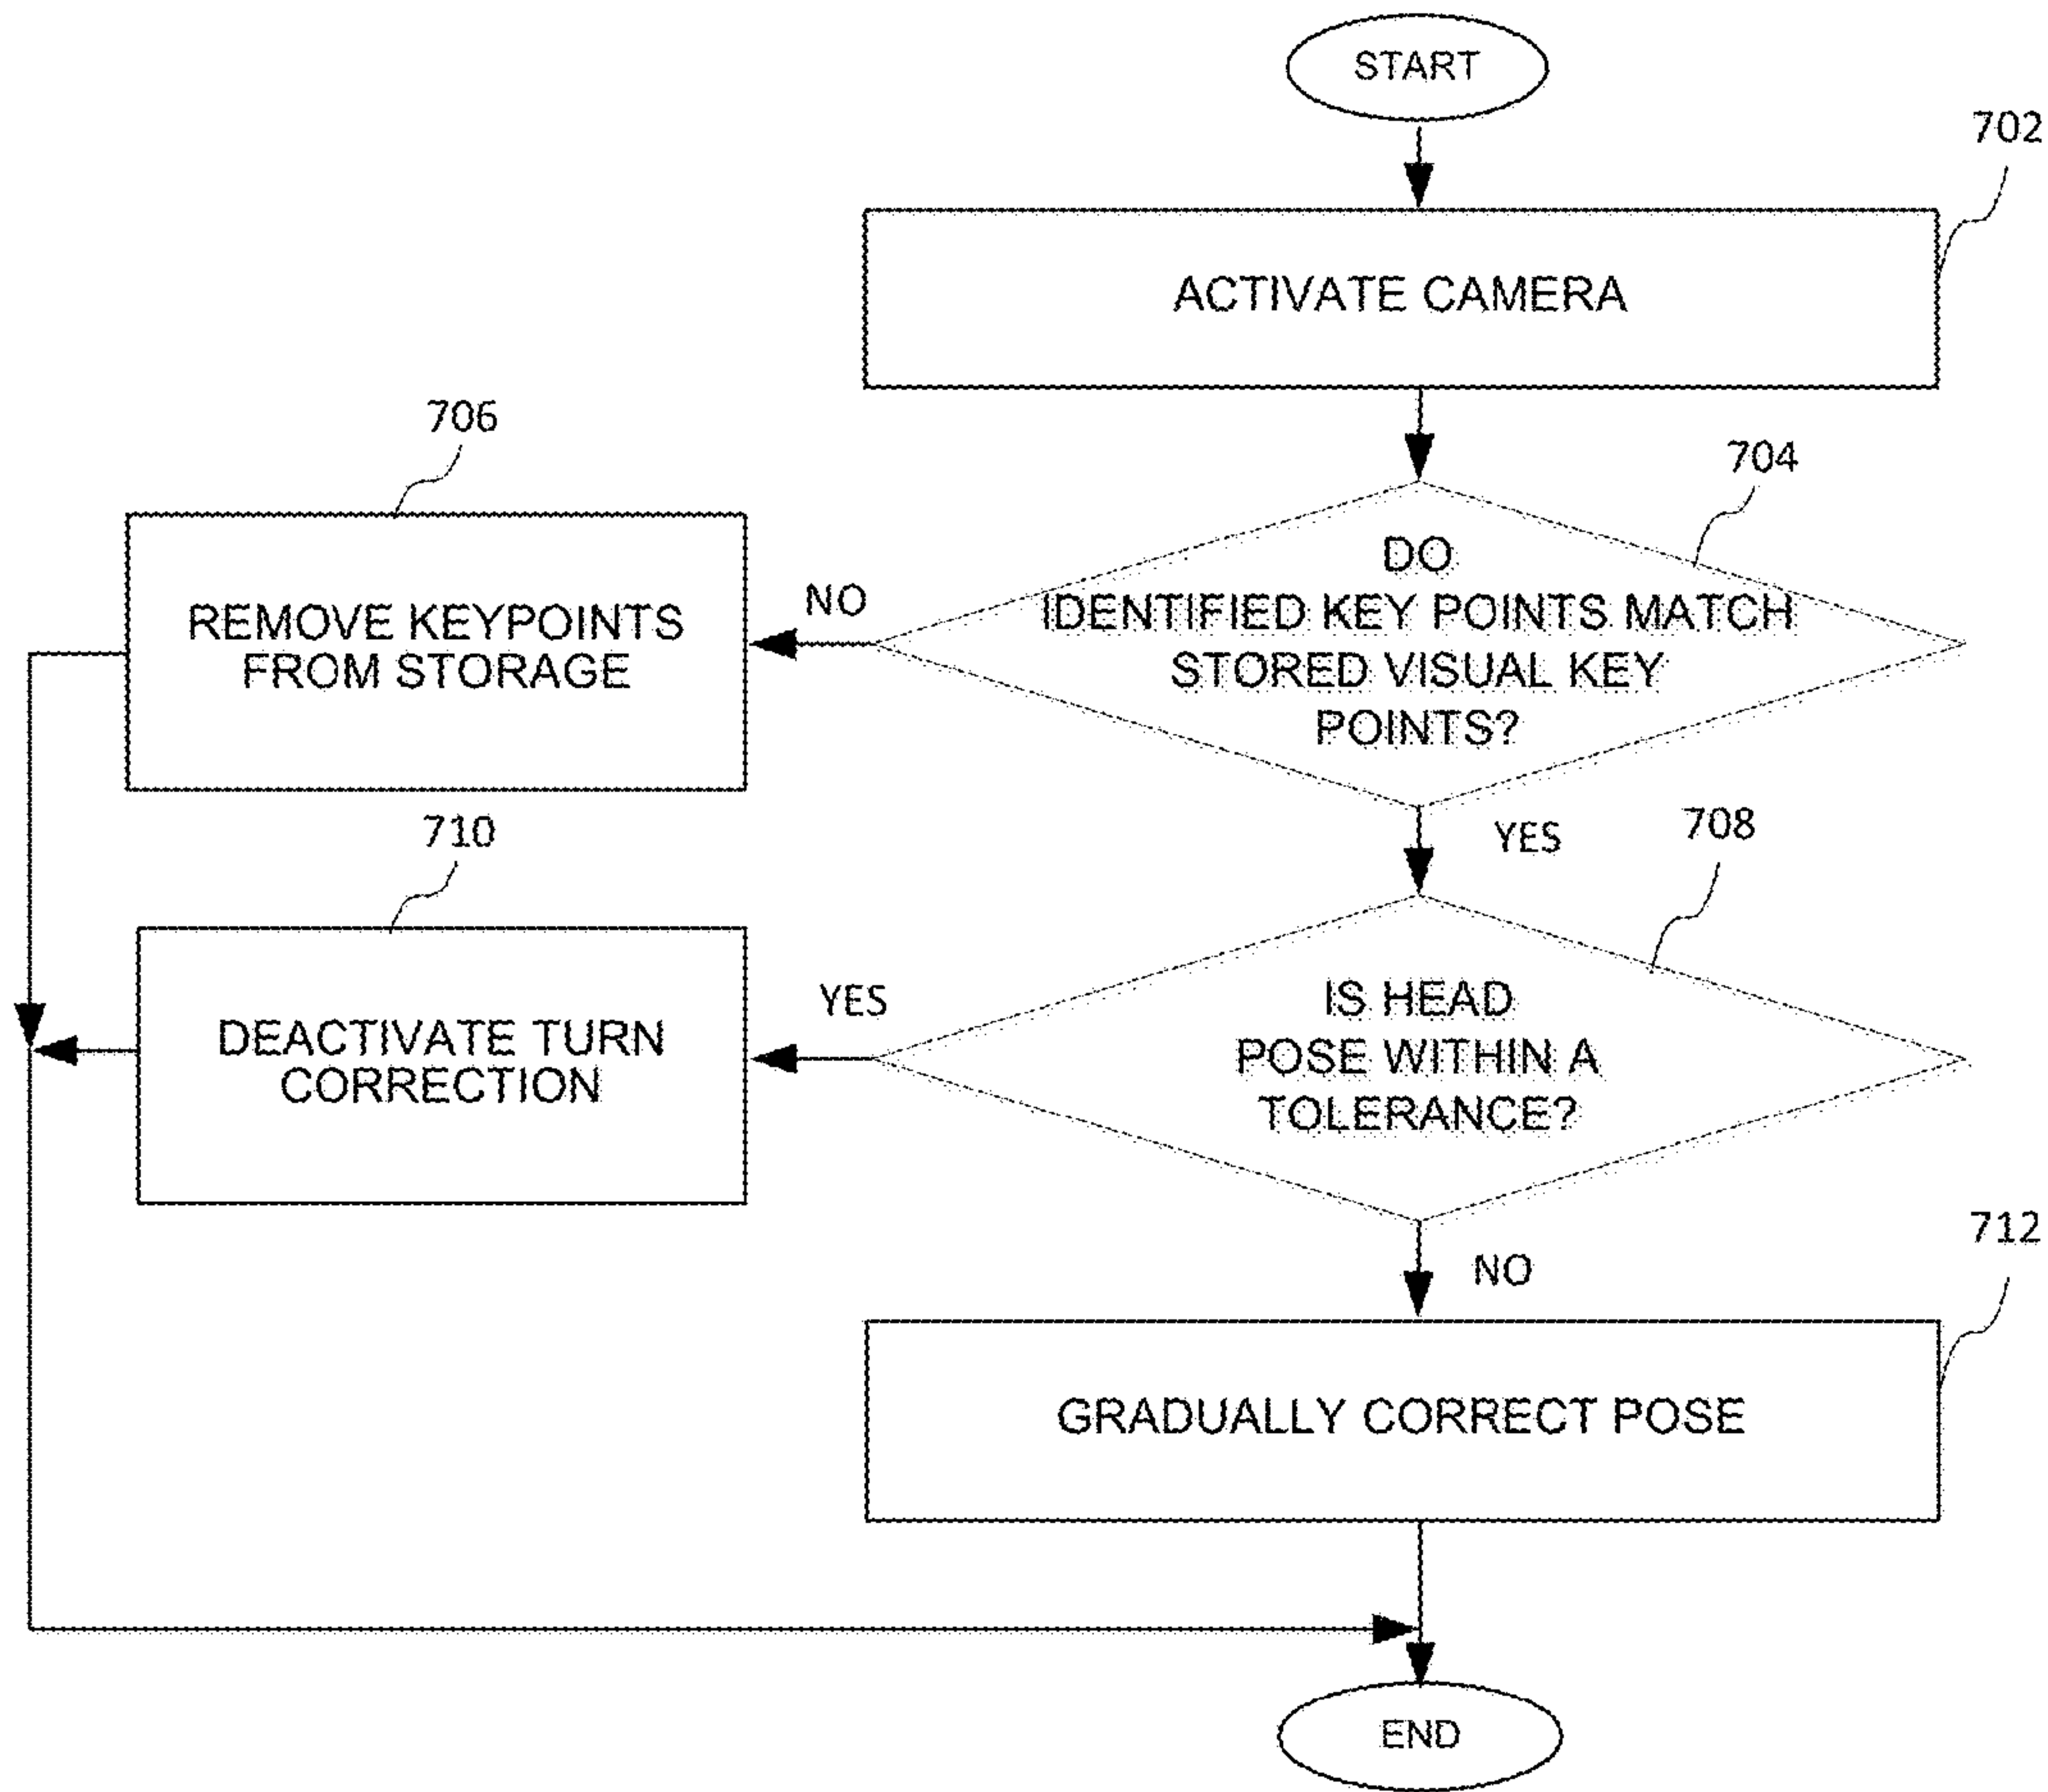 START
702
ACTIVATE CAMERA
706
704
DO
IDENTIFIED KEY POINTS MATCH
STORED VISUAL KEY
POINTS?
NO
REMOVE KEYPOINTS
FROM STORAGE
YES
710
708
IS HEAD
POSE WITHIN A
TOLERANCE?
YES
DEACTIVATE TURN
CORRECTION
NO
712
GRADUALLY CORRECT POSE
END